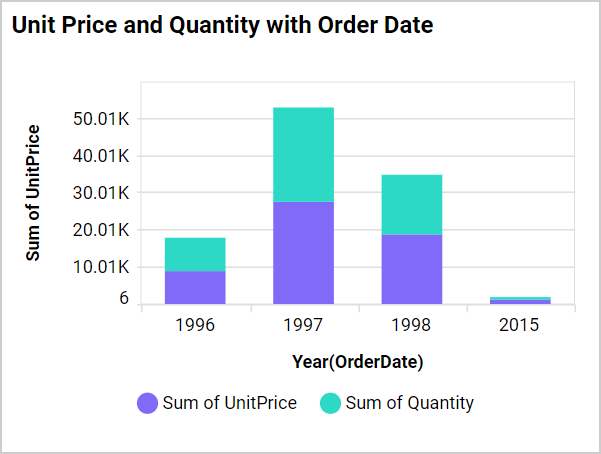 Unit Price and Quantity with Order Date
Sum of UnitPrice
50.01K
40.01K
30.01K
20.01K
10.01K
6
1996 1997 1998 2015
Year(OrderDate)
Sum of UnitPrice Sum of Quantity